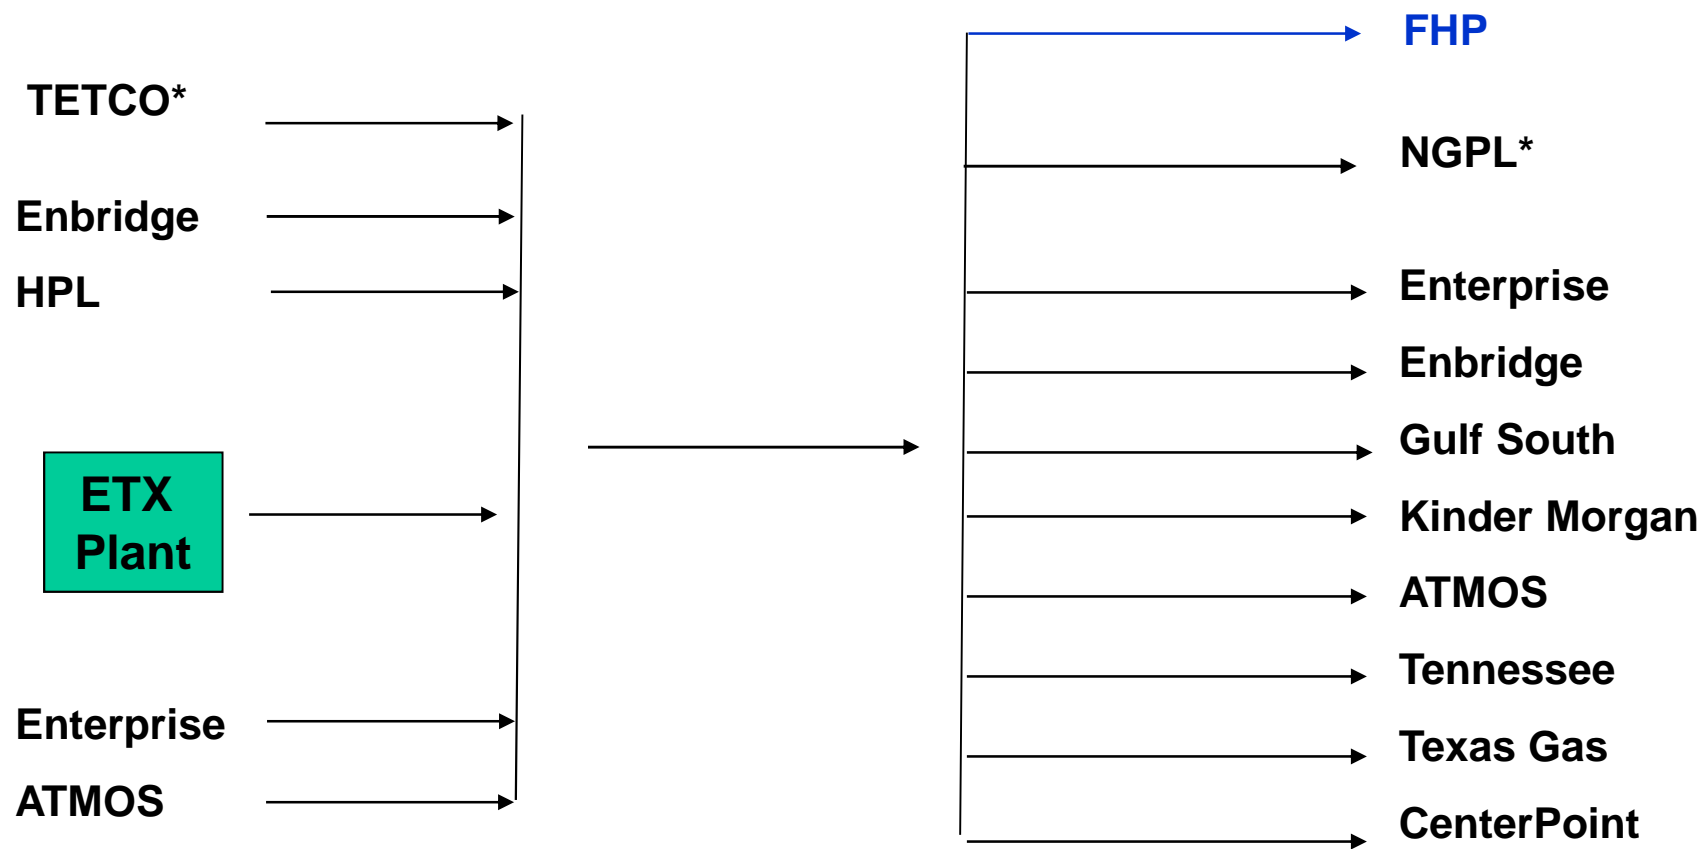 TETCO*
Enbridge
HPL
ETX
Plant
Enterprise
ATMOS
FHP
NGPL*
Enterprise
Enbridge
Gulf South
Kinder Morgan
ATMOS
Tennessee
Texas Gas
CenterPoint